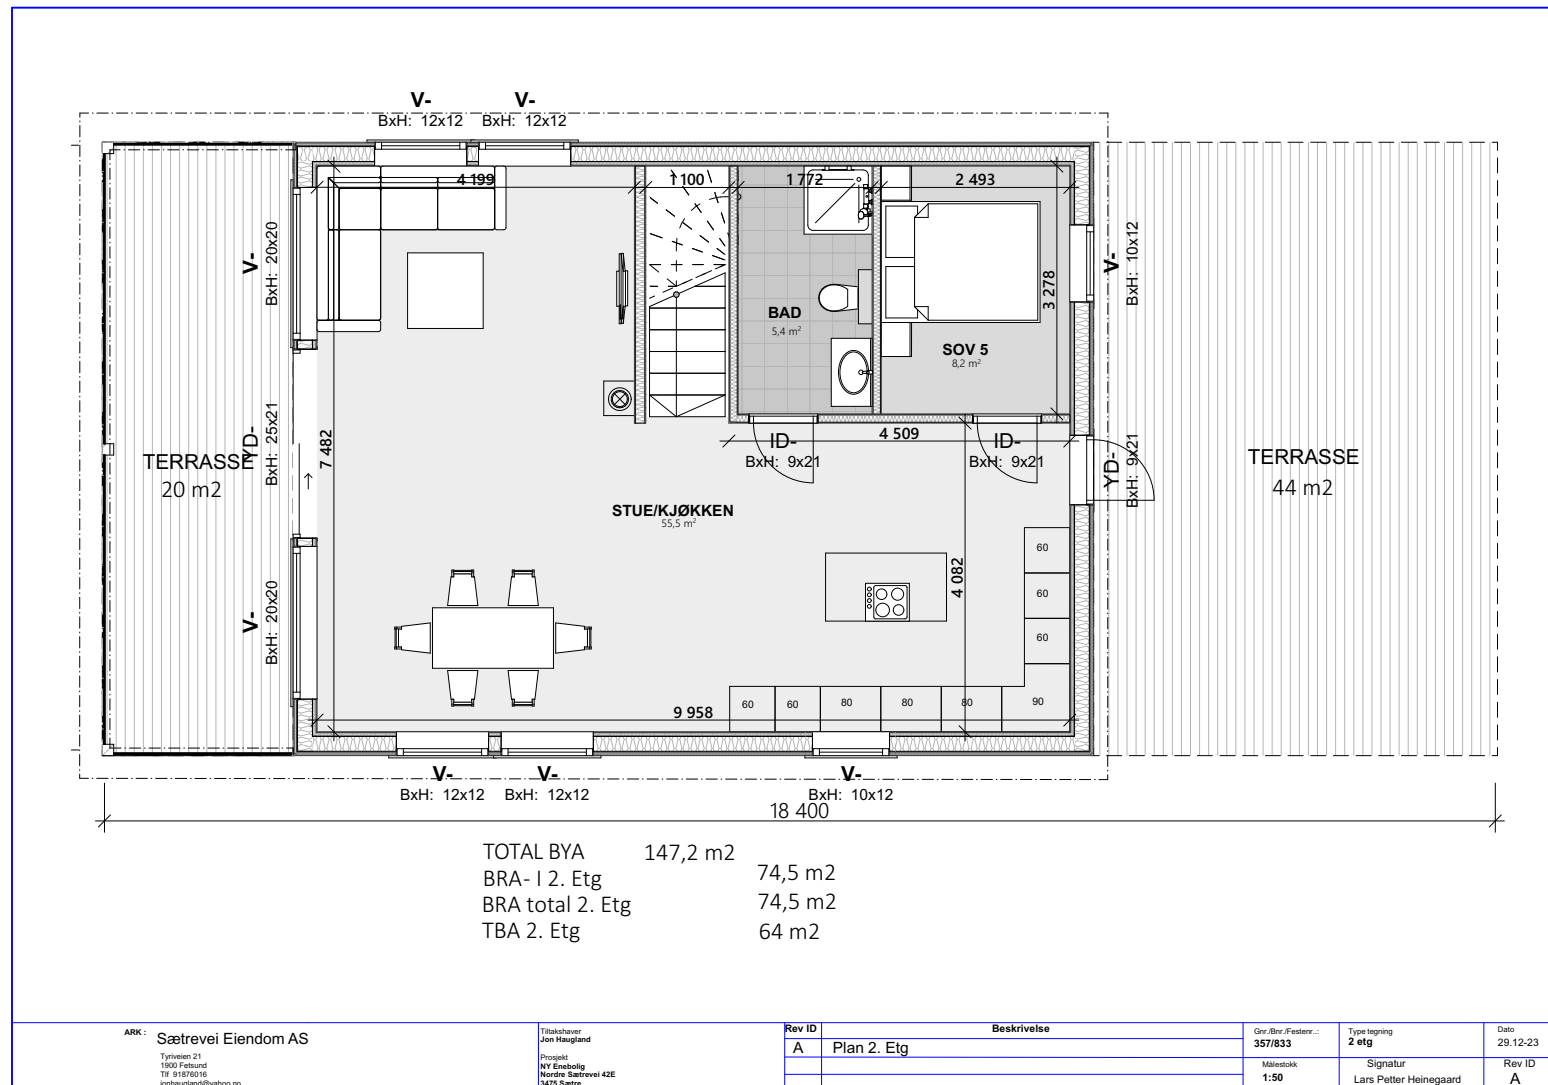 V-
V-
BxH: 12x12
BxH: 12x12
4 199
1 100
1 772
2 493
V-
BxH: 20x20
V-
BxH: 10x12
3 278
BAD
5,4 m²
SOV 5
8,2 m²
YD-
BxH: 25x21
7 482
ID-
BxH: 9x21
4 509
ID-
BxH: 9x21
YD-
BxH: 9x21
TERRASSE
20 m2
TERRASSE
44 m2
STUE/KJØKKEN
55,5 m²
60
60
60
4 082
V-
BxH: 20x20
60
60
80
80
80
90
9 958
V-
BxH: 12x12
V-
BxH: 12x12
V-
BxH: 10x12
18 400
TOTAL BYA 147,2 m2
BRA- I 2. Etg 74,5 m2
BRA total 2. Etg 74,5 m2
TBA 2. Etg 64 m2
ARK : Sætrevei Eiendom AS
Tyriveien 21
1900 Fetsund
Tlf 91876016
jonhaugland@yahoo.no
Tiltakshaver
Jon Haugland
Prosjekt
NY Enebolig
Nordre Sætrevei 42E
3475 Sætre
Rev ID Beskrivelse
A Plan 2. Etg
Gnr./Bnr./Festenr..:
357/833
Målestokk
1:50
Type tegning
2 etg
Signatur
Lars Petter Heinegaard
Dato
29.12-23
Rev ID
A